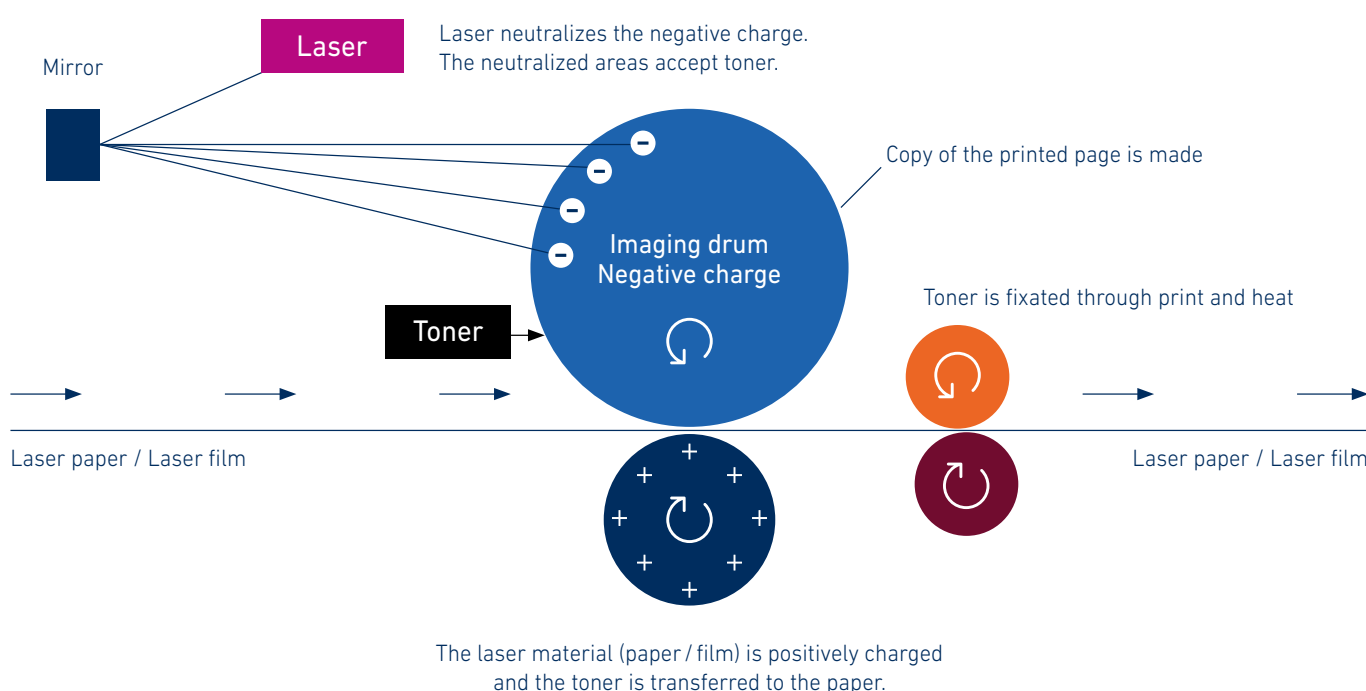 Laser
Laser neutralizes the negative charge.
The neutralized areas accept toner.
Mirror
Copy of the printed page is made
Imaging drum
Negative charge
Toner is fixated through print and heat
Toner
Laser paper / Laser film
Laser paper / Laser film
The laser material (paper / film) is positively charged
and the toner is transferred to the paper.